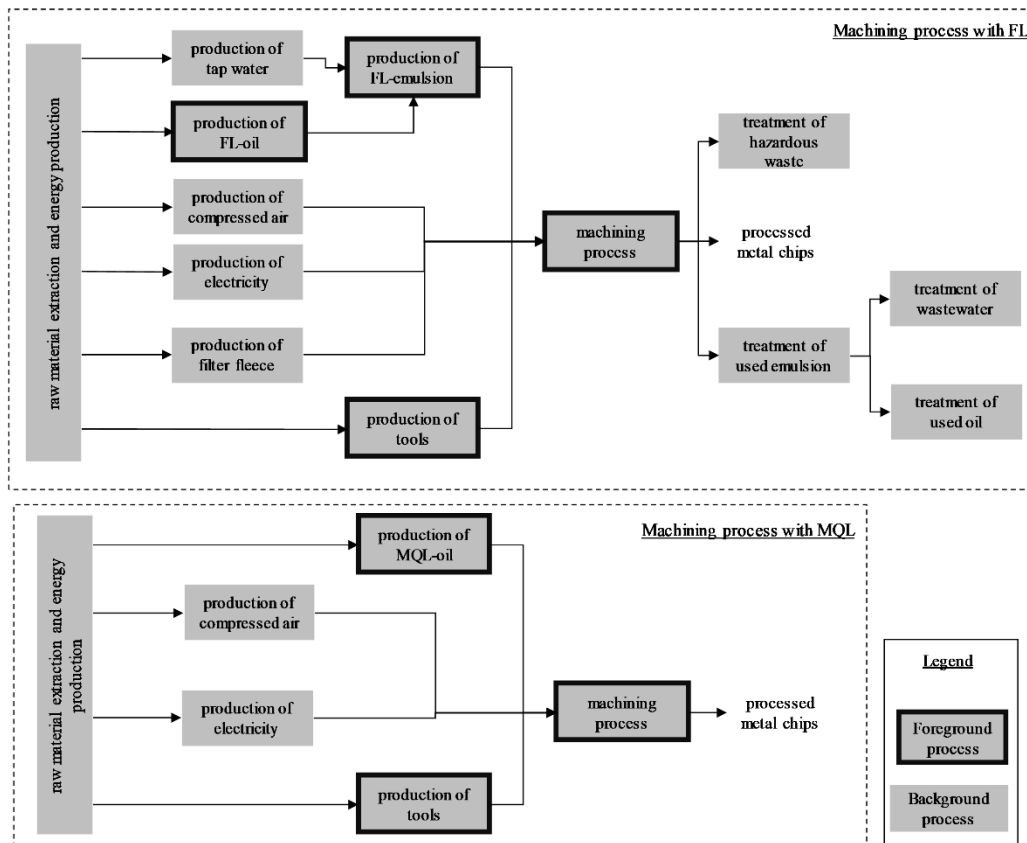 Machining process with FL
raw material extraction and energy production
production of
tap water
production of
FL-emulsion
production of
FL-oil
production of
compressed air
production of
electricity
production of
filter fleece
production of
tools
machining
process
treatment of
hazardous
waste
processed
metal chips
treatment of
used emulsion
treatment of
wastewater
treatment of
used oil
Machining process with MQL
raw material extraction and energy
production
production of
MQL-oil
production of
compressed air
production of
electricity
production of
tools
machining
process
processed
metal chips
Legend
Foreground
process
Background
process